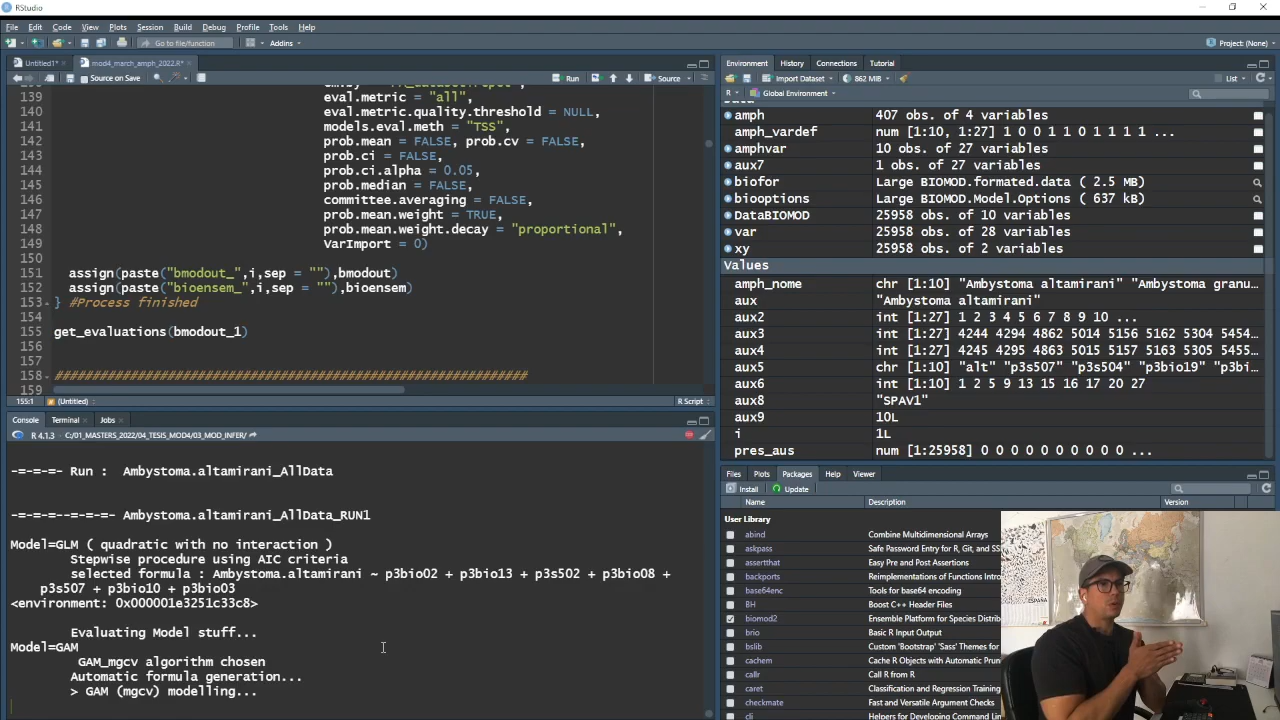 RStudio
File Edit Code View Plots Session Build Debug Profile Tools Help
Go to file/function Addins Project: (None)
Untitled1* mod4_march_amph_2022.R*
Source on Save Run Source
139 eval.metric = "all",
140 eval.metric.quality.threshold = NULL,
141 models.eval.meth = "TSS",
142 prob.mean = FALSE, prob.cv = FALSE,
143 prob.ci = FALSE,
144 prob.ci.alpha = 0.05,
145 prob.median = FALSE,
146 committee.averaging = FALSE,
147 prob.mean.weight = TRUE,
148 prob.mean.weight.decay = "proportional",
149 VarImport = 0)
150
151 assign(paste("bmodout_",i,sep = ""),bmodout)
152 assign(paste("bioensem_",i,sep = ""),bioensem)
153 } #Process finished
154
155 get_evaluations(bmodout_1)
156
157
158 ############################################################
159
155:1 (Untitled) R Script
Console Terminal Jobs
R 4.1.3 · C:/01_MASTERS_2022/04_TESIS_MOD4/03_MOD_INFER/
-=-=-=- Run : Ambystoma.altamirani_AllData
-=-=-=--=-=-=- Ambystoma.altamirani_AllData_RUN1
Model=GLM ( quadratic with no interaction )
Stepwise procedure using AIC criteria
selected formula : Ambystoma.altamirani ~ p3bio02 + p3bio13 + p3s502 + p3bio08 +
p3s507 + p3bio10 + p3bio03
<environment: 0x000001e3251c33c8>
Evaluating Model stuff...
Model=GAM
GAM_mgcv algorithm chosen
Automatic formula generation...
> GAM (mgcv) modelling...
Environment History Connections Tutorial
Import Dataset 862 MiB List
R Global Environment
Data
amph 407 obs. of 4 variables
amph_vardef num [1:10, 1:27] 1 0 0 1 1 0 1 1 1 1 ...
amphvar 10 obs. of 27 variables
aux7 1 obs. of 27 variables
biofor Large BIOMOD.formated.data ( 2.5 MB)
biooptions Large BIOMOD.Model.Options ( 637 kB)
DataBIOMOD 25958 obs. of 10 variables
var 25958 obs. of 28 variables
xy 25958 obs. of 2 variables
Values
amph_nome chr [1:10] "Ambystoma altamirani" "Ambystoma granu…
aux "Ambystoma altamirani"
aux2 int [1:27] 1 2 3 4 5 6 7 8 9 10 ...
aux3 int [1:27] 4244 4294 4862 5014 5156 5162 5304 5454…
aux4 int [1:27] 4245 4295 4863 5015 5157 5163 5305 5455…
aux5 chr [1:10] "alt" "p3s507" "p3s504" "p3bio19" "p3bi…
aux6 int [1:10] 1 2 5 9 13 15 16 17 20 27
aux8 "SPAV1"
aux9 10L
i 1L
pres_aus num [1:25958] 0 0 0 0 0 0 0 0 0 0 ...
Files Plots Packages Help Viewer
Install Update
Name Description Version
User Library
abind Combine Multidimensional Arrays
askpass Safe Password Entry for R, Git, and SS
assertthat Easy Pre and Post Assertions
backports Reimplementations of Functions Intro
base64enc Tools for base64 encoding
BH Boost C++ Header Files
biomod2 Ensemble Platform for Species Distrib
brio Basic R Input Output
bslib Custom 'Bootstrap' 'Sass' Themes for
cachem Cache R Objects with Automatic Prun
callr Call R from R
caret Classification and Regression Training
checkmate Fast and Versatile Argument Checks
cli Helpers for Developing Command Lin